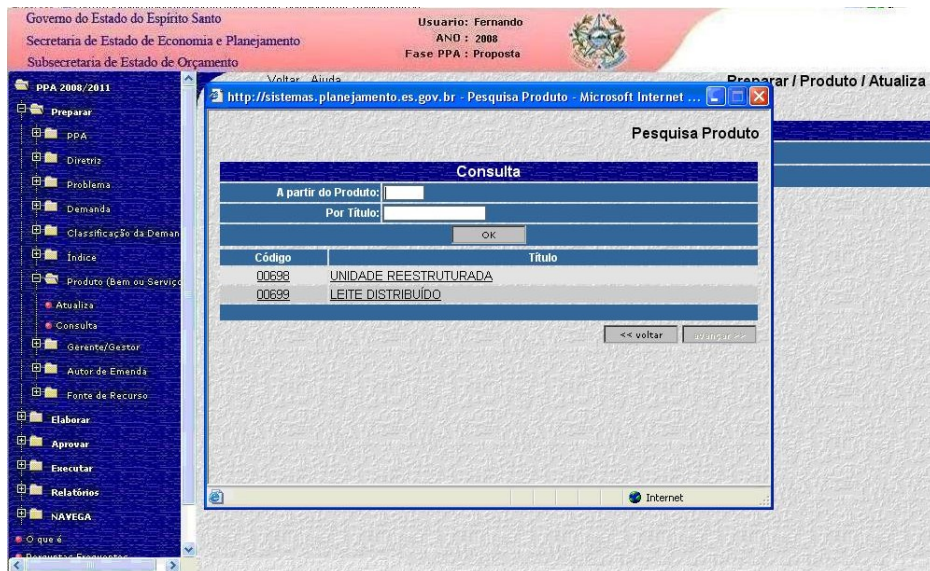 Governo do Estado do Espírito Santo
Secretaria de Estado de Economia e Planejamento
Subsecretaria de Estado de Orçamento
Usuario: Fernando
ANO : 2008
Fase PPA : Proposta
Voltar Ajuda
Preparar / Produto / Atualiza
PPA 2008/2011
Preparar
PPA
Diretriz
Problema
Demanda
Classificação da Deman
Índice
Produto (Bem ou Serviço
Atualiza
Consulta
Gerente/Gestor
Autor de Emenda
Fonte de Recurso
Elaborar
Aprovar
Executar
Relatórios
NAVEGA
O que é
Perguntas Frequentes
http://sistemas.planejamento.es.gov.br - Pesquisa Produto - Microsoft Internet ...
Pesquisa Produto
Consulta
A partir do Produto:
Por Título:
OK
Código Título
00698 UNIDADE REESTRUTURADA
00699 LEITE DISTRIBUÍDO
<< voltar avançar >>
Internet